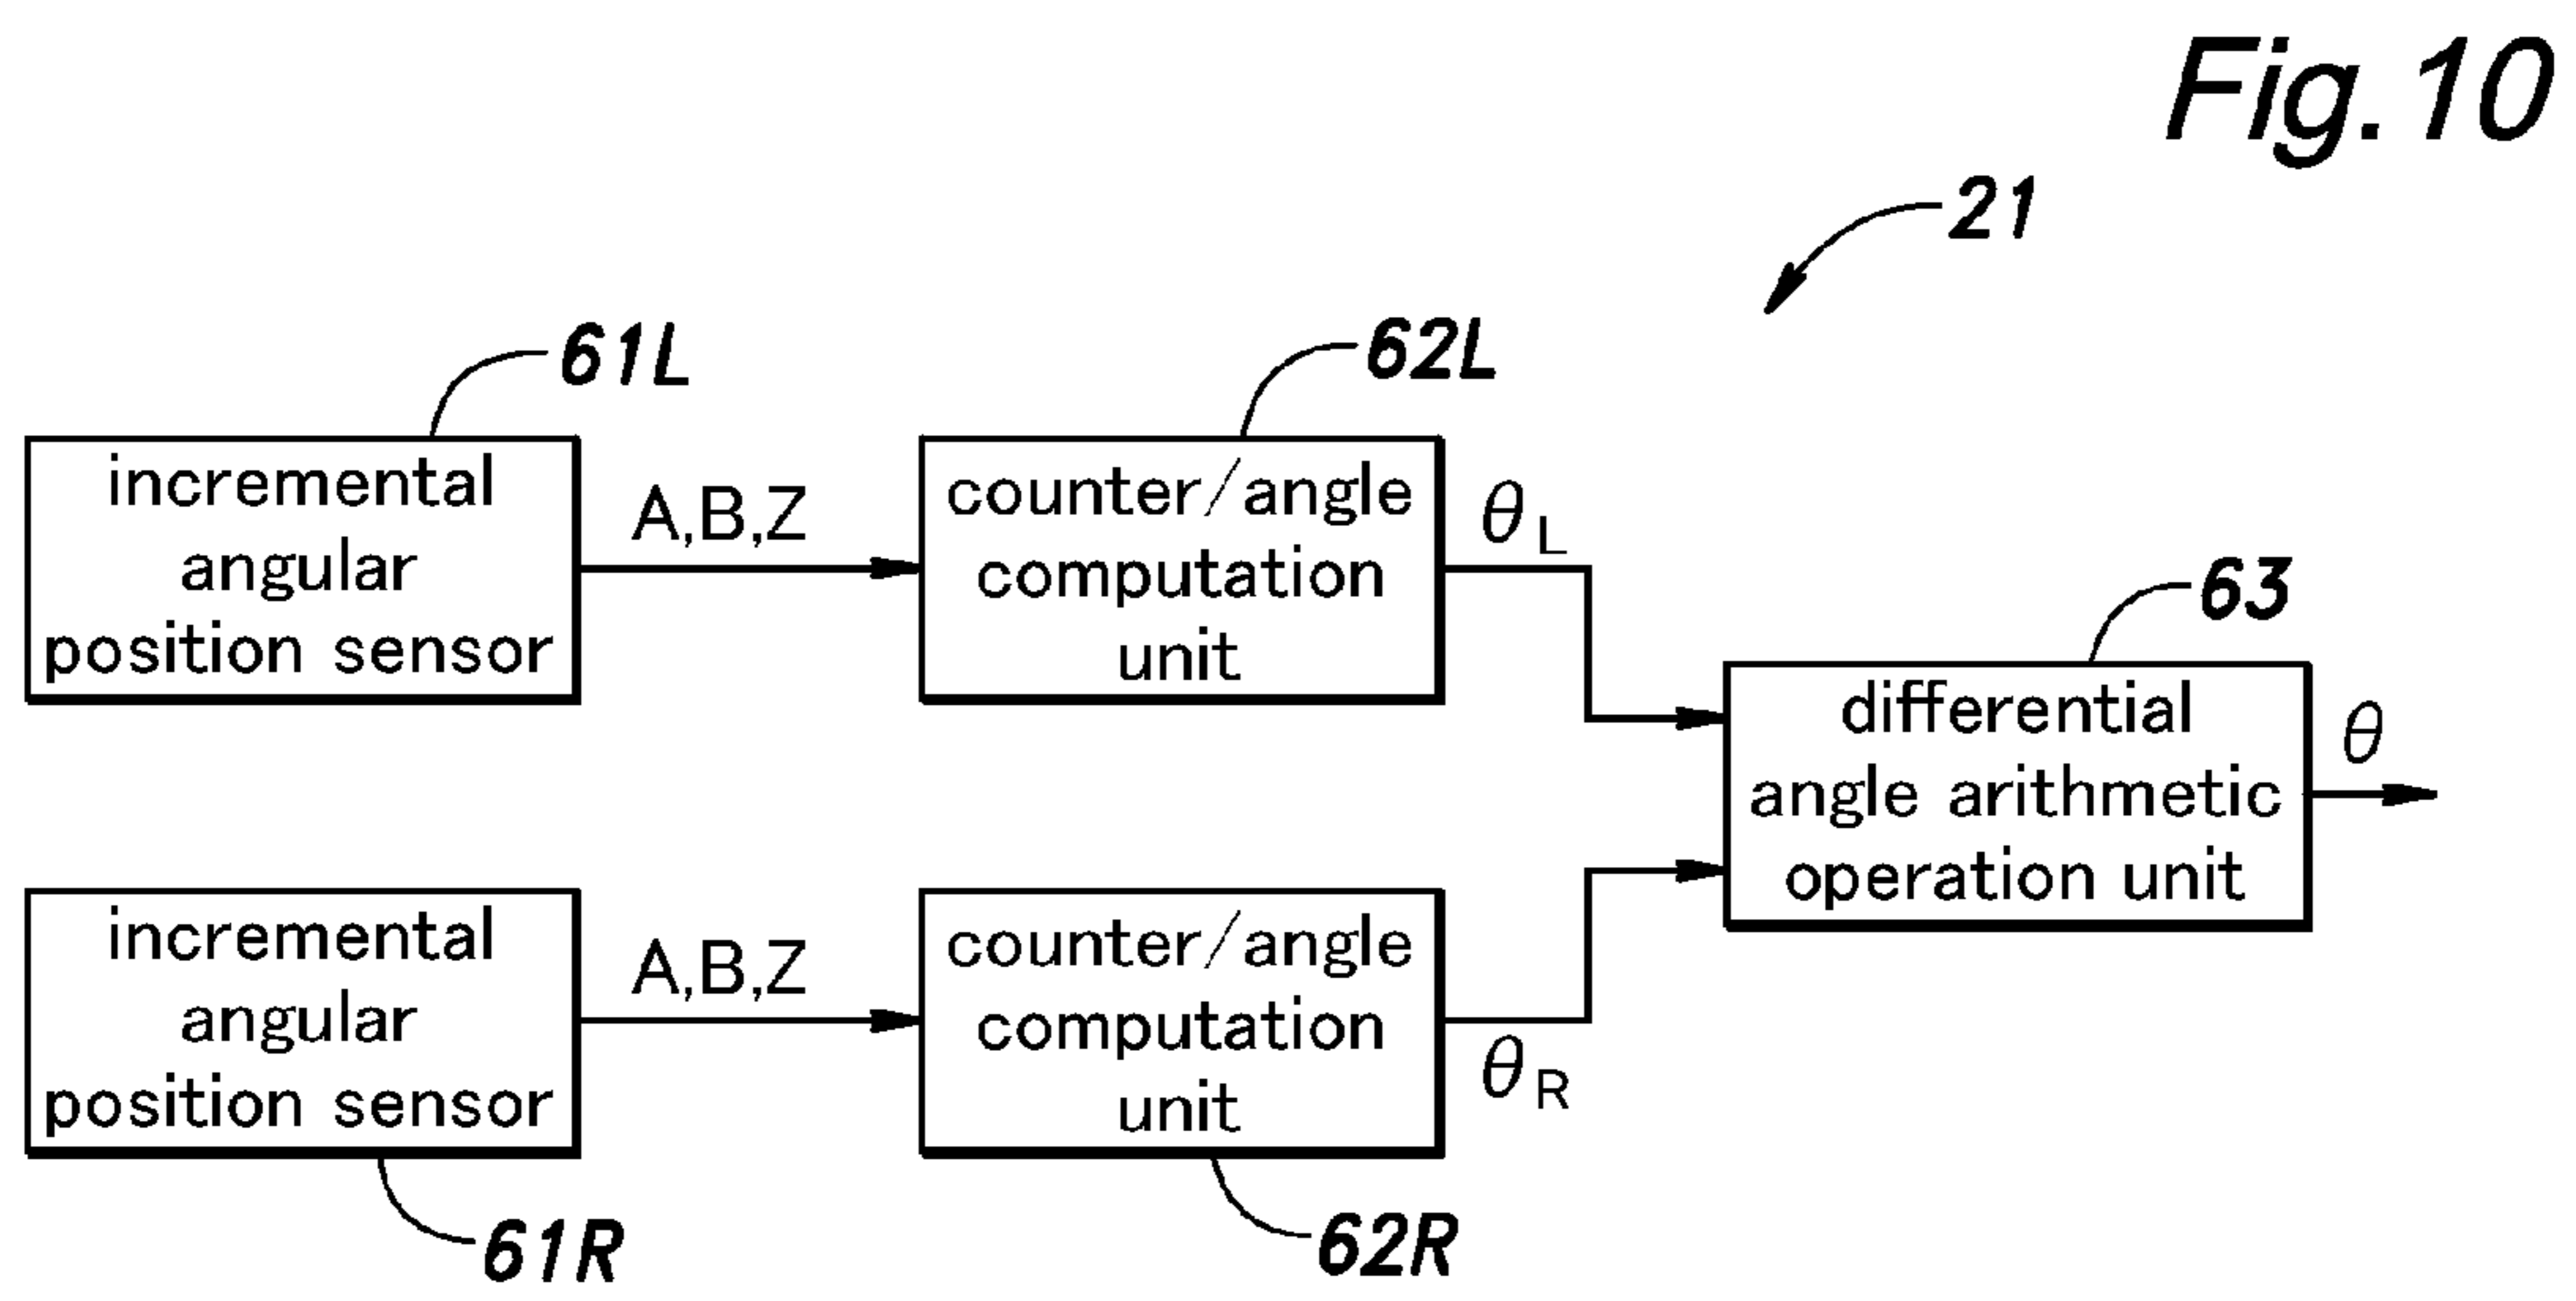 Fig.10
21
61L
62L
incremental
angular
position sensor
A,B,Z
counter/angle
computation
unit
θL
63
differential
angle arithmetic
operation unit
θ
incremental
angular
position sensor
A,B,Z
counter/angle
computation
unit
θR
61R
62R